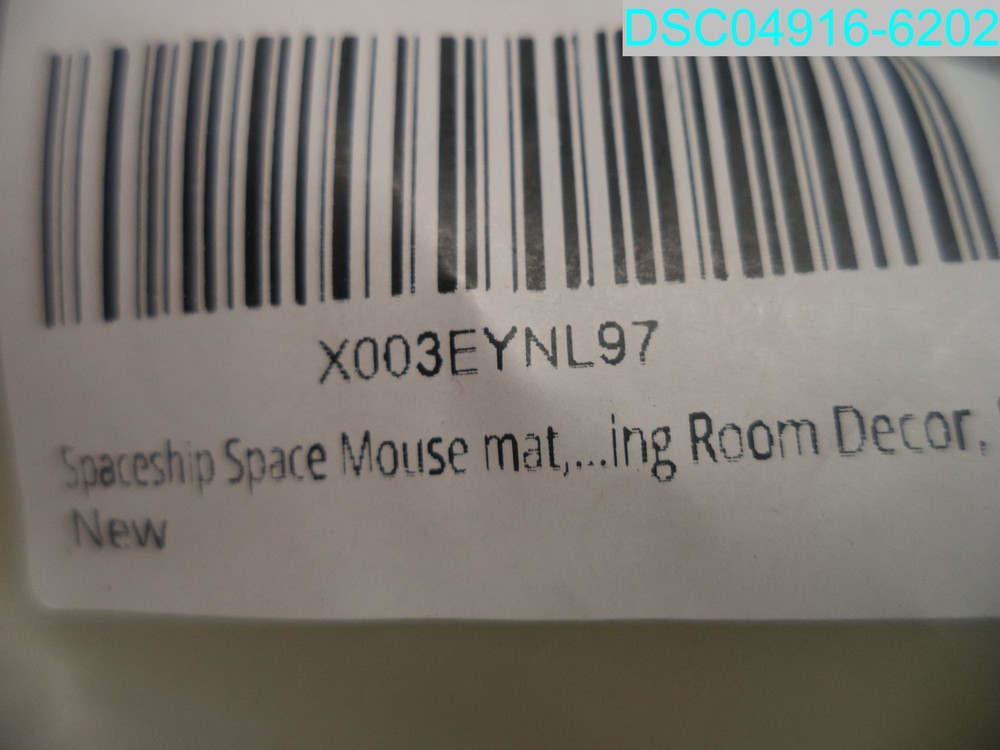 DSC04916-6202
X003EYNL97
Spaceship Space Mouse mat,...ing Room Decor,
New